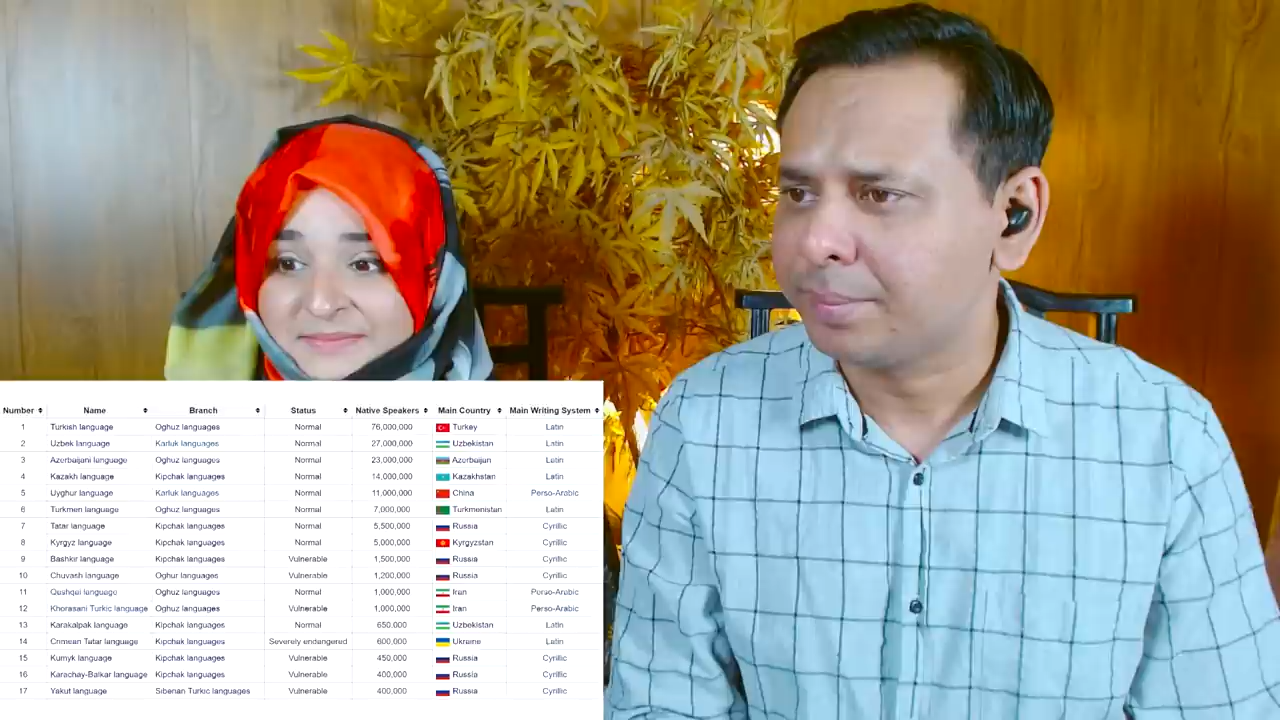 Number Name Branch Status Native Speakers Main Country Main Writing System
1 Turkish language Oghuz languages Normal 76,000,000 Turkey Latin
2 Uzbek language Karluk languages Normal 27,000,000 Uzbekistan Latin
3 Azerbaijani language Oghuz languages Normal 23,000,000 Azerbaijan Latin
4 Kazakh language Kipchak languages Normal 14,000,000 Kazakhstan Latin
5 Uyghur language Karluk languages Normal 11,000,000 China Perso-Arabic
6 Turkmen language Oghuz languages Normal 7,000,000 Turkmenistan Latin
7 Tatar language Kipchak languages Normal 5,500,000 Russia Cyrillic
8 Kyrgyz language Kipchak languages Normal 5,000,000 Kyrgyzstan Cyrillic
9 Bashkir language Kipchak languages Vulnerable 1,500,000 Russia Cyrillic
10 Chuvash language Oghur languages Vulnerable 1,200,000 Russia Cyrillic
11 Qashqai language Oghuz languages Normal 1,000,000 Iran Perso-Arabic
12 Khorasani Turkic language Oghuz languages Vulnerable 1,000,000 Iran Perso-Arabic
13 Karakalpak language Kipchak languages Normal 650,000 Uzbekistan Latin
14 Crimean Tatar language Kipchak languages Severely endangered 600,000 Ukraine Latin
15 Kumyk language Kipchak languages Vulnerable 450,000 Russia Cyrillic
16 Karachay-Balkar language Kipchak languages Vulnerable 400,000 Russia Cyrillic
17 Yakut language Siberian Turkic languages Vulnerable 400,000 Russia Cyrillic